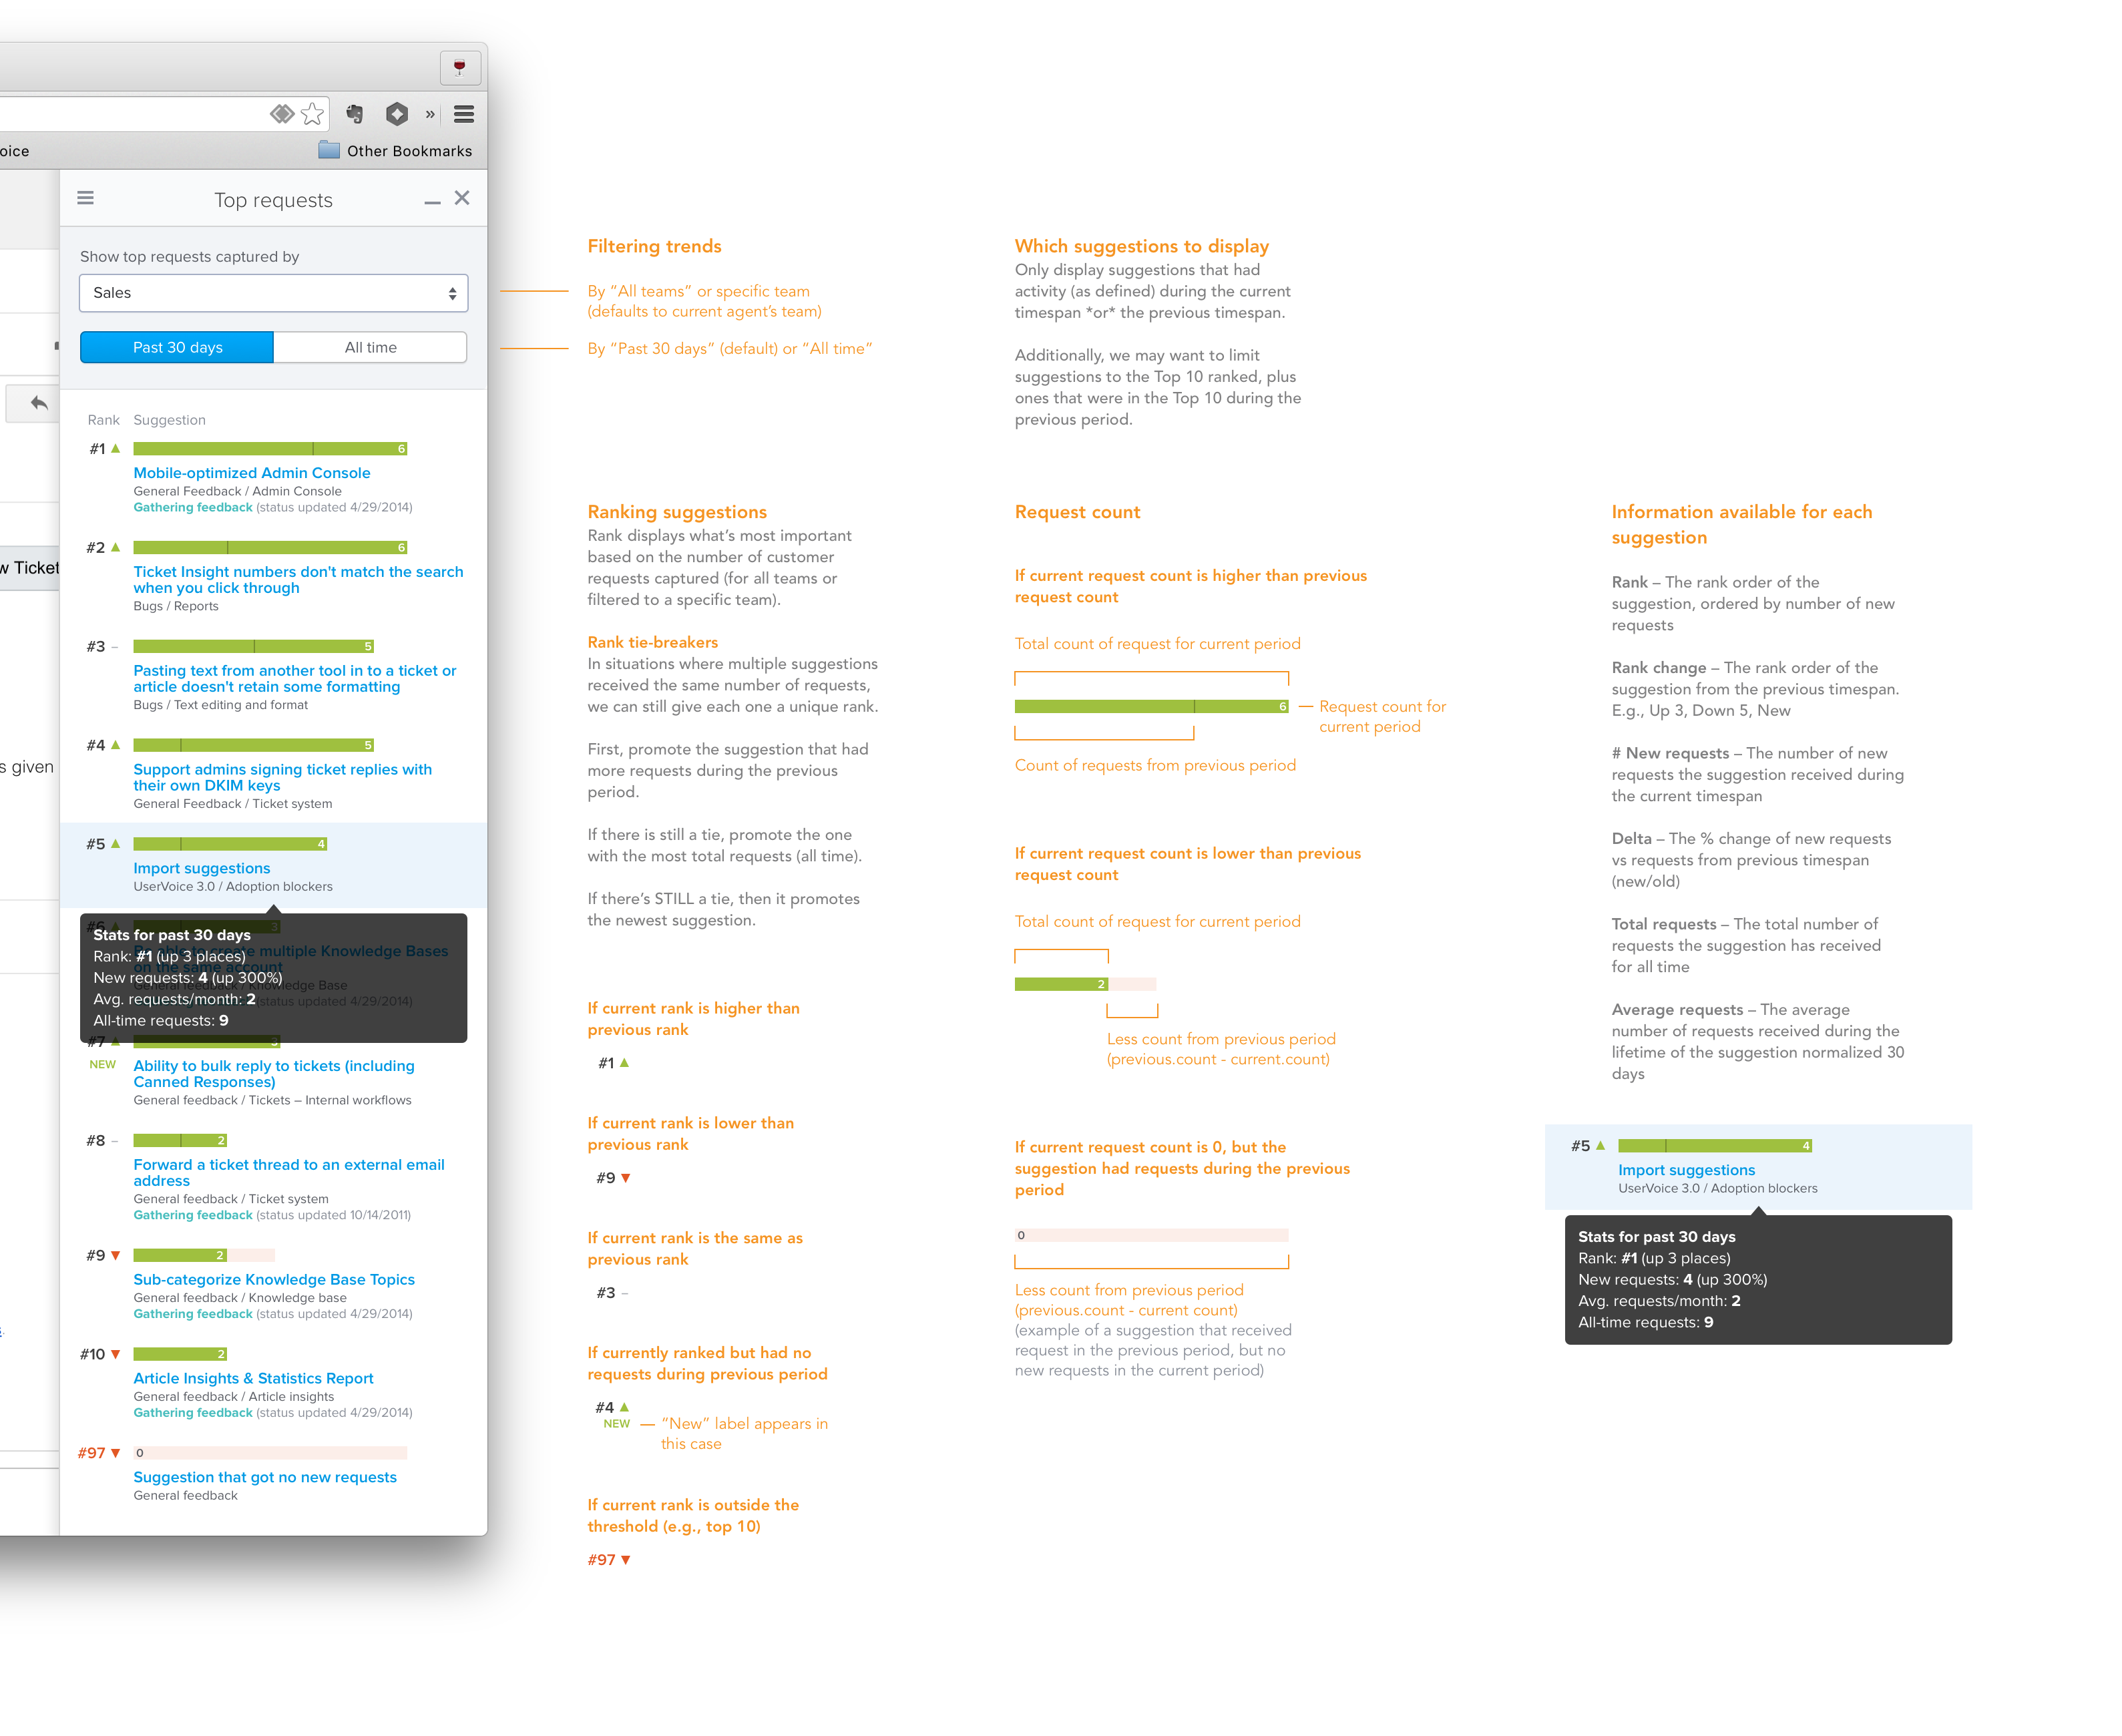 oice
Other Bookmarks
Top requests
Show top requests captured by
Sales
Past 30 days
All time
w Ticket
s given
Rank Suggestion
#1
6
Mobile-optimized Admin Console
General Feedback / Admin Console
Gathering feedback (status updated 4/29/2014)
#2
6
Ticket Insight numbers don't match the search
when you click through
Bugs / Reports
#3 –
5
Pasting text from another tool in to a ticket or
article doesn't retain some formatting
Bugs / Text editing and format
#4
5
Support admins signing ticket replies with
their own DKIM keys
General Feedback / Ticket system
#5
4
Import suggestions
UserVoice 3.0 / Adoption blockers
#6
3
Be able to create multiple Knowledge Bases
on the same account
General feedback / Knowledge Base
(status updated 4/29/2014)
Stats for past 30 days
Rank: #1 (up 3 places)
New requests: 4 (up 300%)
Avg. requests/month: 2
All-time requests: 9
#7
3
NEW
Ability to bulk reply to tickets (including
Canned Responses)
General feedback / Tickets – Internal workflows
#8 –
2
Forward a ticket thread to an external email
address
General feedback / Ticket system
Gathering feedback (status updated 10/14/2011)
#9
2
Sub-categorize Knowledge Base Topics
General feedback / Knowledge base
Gathering feedback (status updated 4/29/2014)
#10
2
Article Insights & Statistics Report
General feedback / Article insights
Gathering feedback (status updated 4/29/2014)
#97
0
Suggestion that got no new requests
General feedback
Filtering trends
By “All teams” or specific team
(defaults to current agent’s team)
By “Past 30 days” (default) or “All time”
Which suggestions to display
Only display suggestions that had
activity (as defined) during the current
timespan *or* the previous timespan.
Additionally, we may want to limit
suggestions to the Top 10 ranked, plus
ones that were in the Top 10 during the
previous period.
Ranking suggestions
Rank displays what’s most important
based on the number of customer
requests captured (for all teams or
filtered to a specific team).
Rank tie-breakers
In situations where multiple suggestions
received the same number of requests,
we can still give each one a unique rank.
First, promote the suggestion that had
more requests during the previous
period.
If there is still a tie, promote the one
with the most total requests (all time).
If there’s STILL a tie, then it promotes
the newest suggestion.
If current rank is higher than
previous rank
#1
If current rank is lower than
previous rank
#9
If current rank is the same as
previous rank
#3 –
If currently ranked but had no
requests during previous period
#4
NEW
“New” label appears in
this case
If current rank is outside the
threshold (e.g., top 10)
#97
Request count
If current request count is higher than previous
request count
Total count of request for current period
6
Request count for
current period
Count of requests from previous period
If current request count is lower than previous
request count
Total count of request for current period
2
Less count from previous period
(previous.count - current.count)
If current request count is 0, but the
suggestion had requests during the previous
period
0
Less count from previous period
(previous.count - current count)
(example of a suggestion that received
request in the previous period, but no
new requests in the current period)
Information available for each
suggestion
Rank – The rank order of the
suggestion, ordered by number of new
requests
Rank change – The rank order of the
suggestion from the previous timespan.
E.g., Up 3, Down 5, New
# New requests – The number of new
requests the suggestion received during
the current timespan
Delta – The % change of new requests
vs requests from previous timespan
(new/old)
Total requests – The total number of
requests the suggestion has received
for all time
Average requests – The average
number of requests received during the
lifetime of the suggestion normalized 30
days
#5
4
Import suggestions
UserVoice 3.0 / Adoption blockers
Stats for past 30 days
Rank: #1 (up 3 places)
New requests: 4 (up 300%)
Avg. requests/month: 2
All-time requests: 9